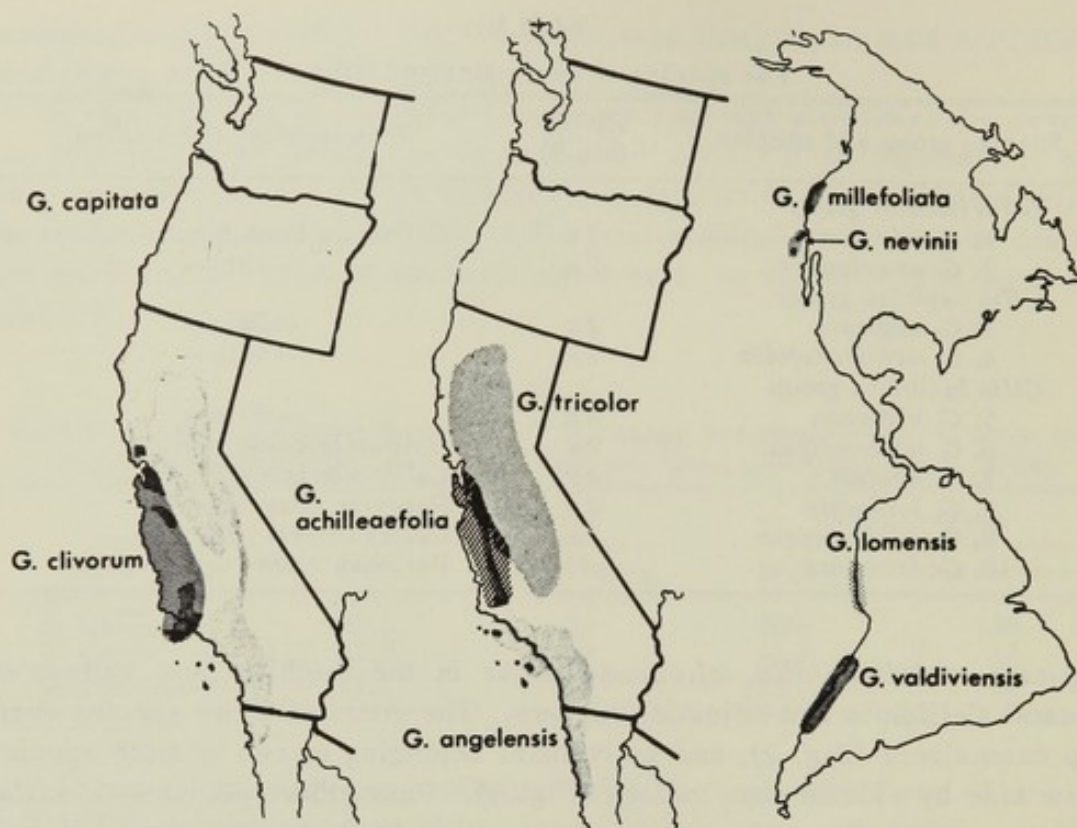 G. capitata
G. clivorum
G. tricolor
G.
achilleaefolia
G. angelensis
G. millefoliata
G. nevinii
G. lomensis
G. valdiviensis